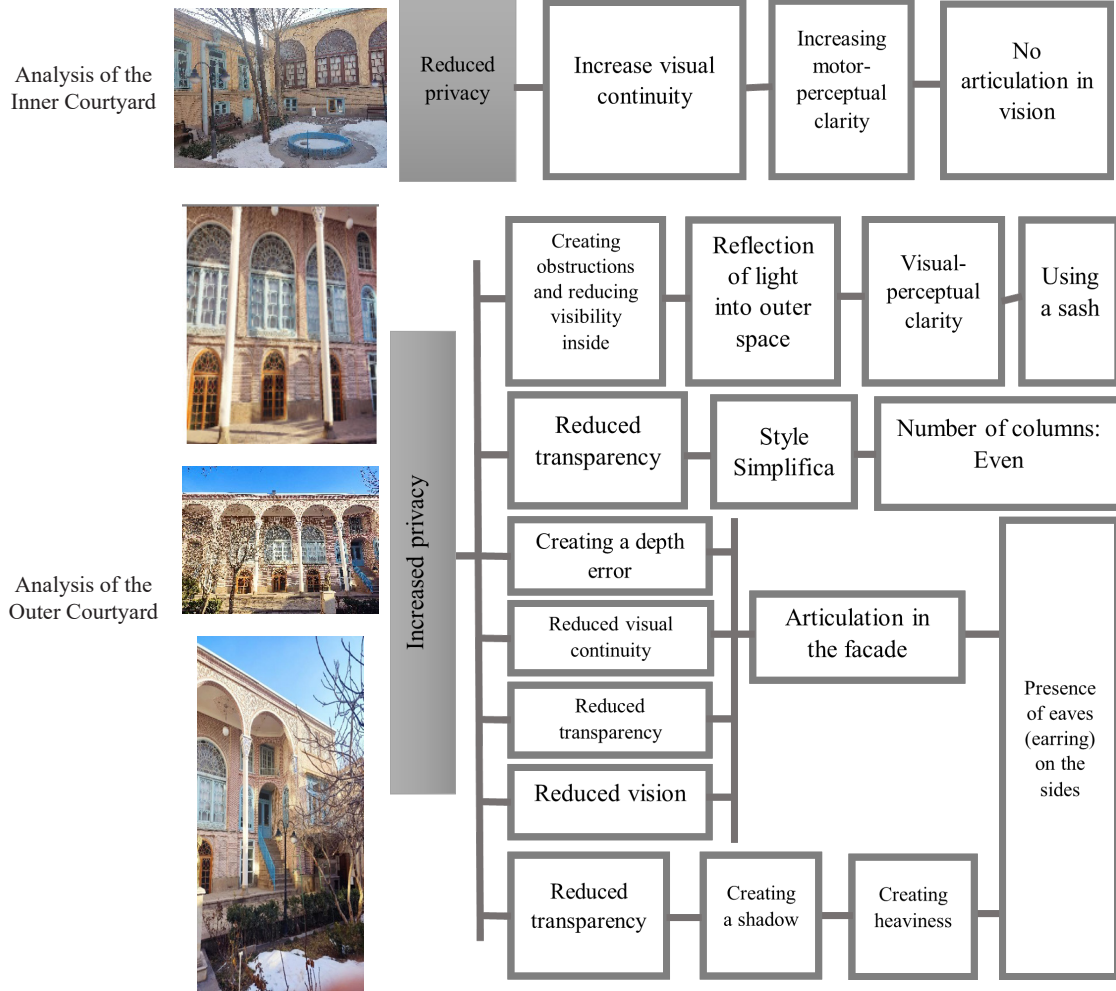 Analysis of the
Inner Courtyard
Reduced
privacy
Increase visual
continuity
Increasing
motor-
perceptual
clarity
No
articulation in
vision
Analysis of the
Outer Courtyard
Increased privacy
Creating
obstructions
and reducing
visibility
inside
Reflection
of light
into outer
space
Visual-
perceptual
clarity
Using
a sash
Reduced
transparency
Style
Simplifica
Number of columns:
Even
Creating a depth
error
Reduced visual
continuity
Reduced
transparency
Reduced vision
Articulation in
the facade
Presence
of eaves
(earring)
on the
sides
Reduced
transparency
Creating
a shadow
Creating
heaviness